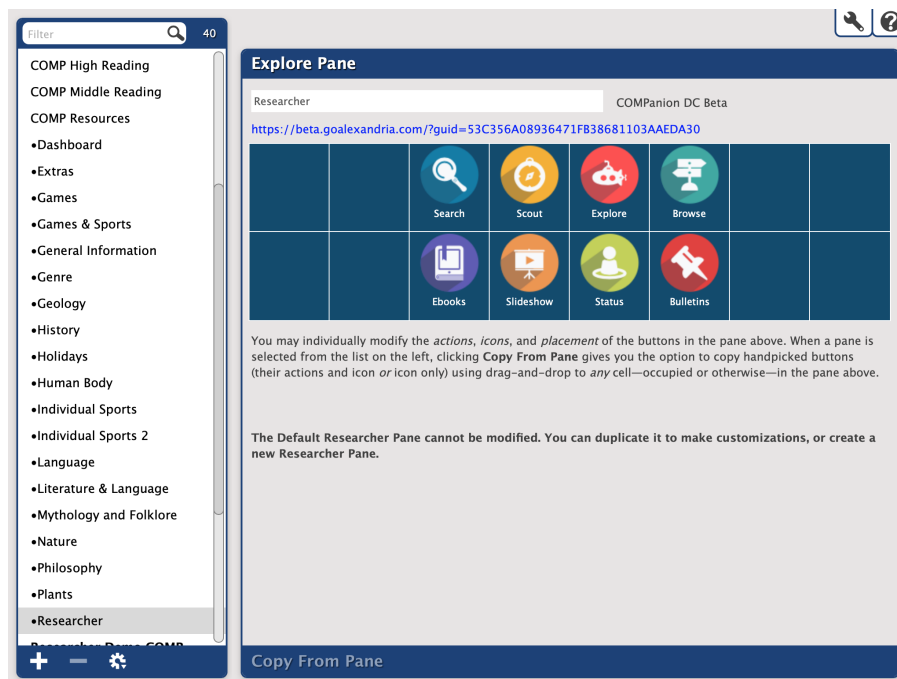 Filter
40
COMP High Reading
COMP Middle Reading
COMP Resources
•Dashboard
•Extras
•Games
•Games & Sports
•General Information
•Genre
•Geology
•History
•Holidays
•Human Body
•Individual Sports
•Individual Sports 2
•Language
•Literature & Language
•Mythology and Folklore
•Nature
•Philosophy
•Plants
•Researcher
Researcher Demo COMP
Explore Pane
Researcher
COMPanion DC Beta
https://beta.goalexandria.com/?guid=53C356A08936471FB38681103AAEDA30
Search
Scout
Explore
Browse
Ebooks
Slideshow
Status
Bulletins
You may individually modify the actions, icons, and placement of the buttons in the pane above. When a pane is
selected from the list on the left, clicking Copy From Pane gives you the option to copy handpicked buttons
(their actions and icon or icon only) using drag-and-drop to any cell—occupied or otherwise—in the pane above.
The Default Researcher Pane cannot be modified. You can duplicate it to make customizations, or create a
new Researcher Pane.
Copy From Pane